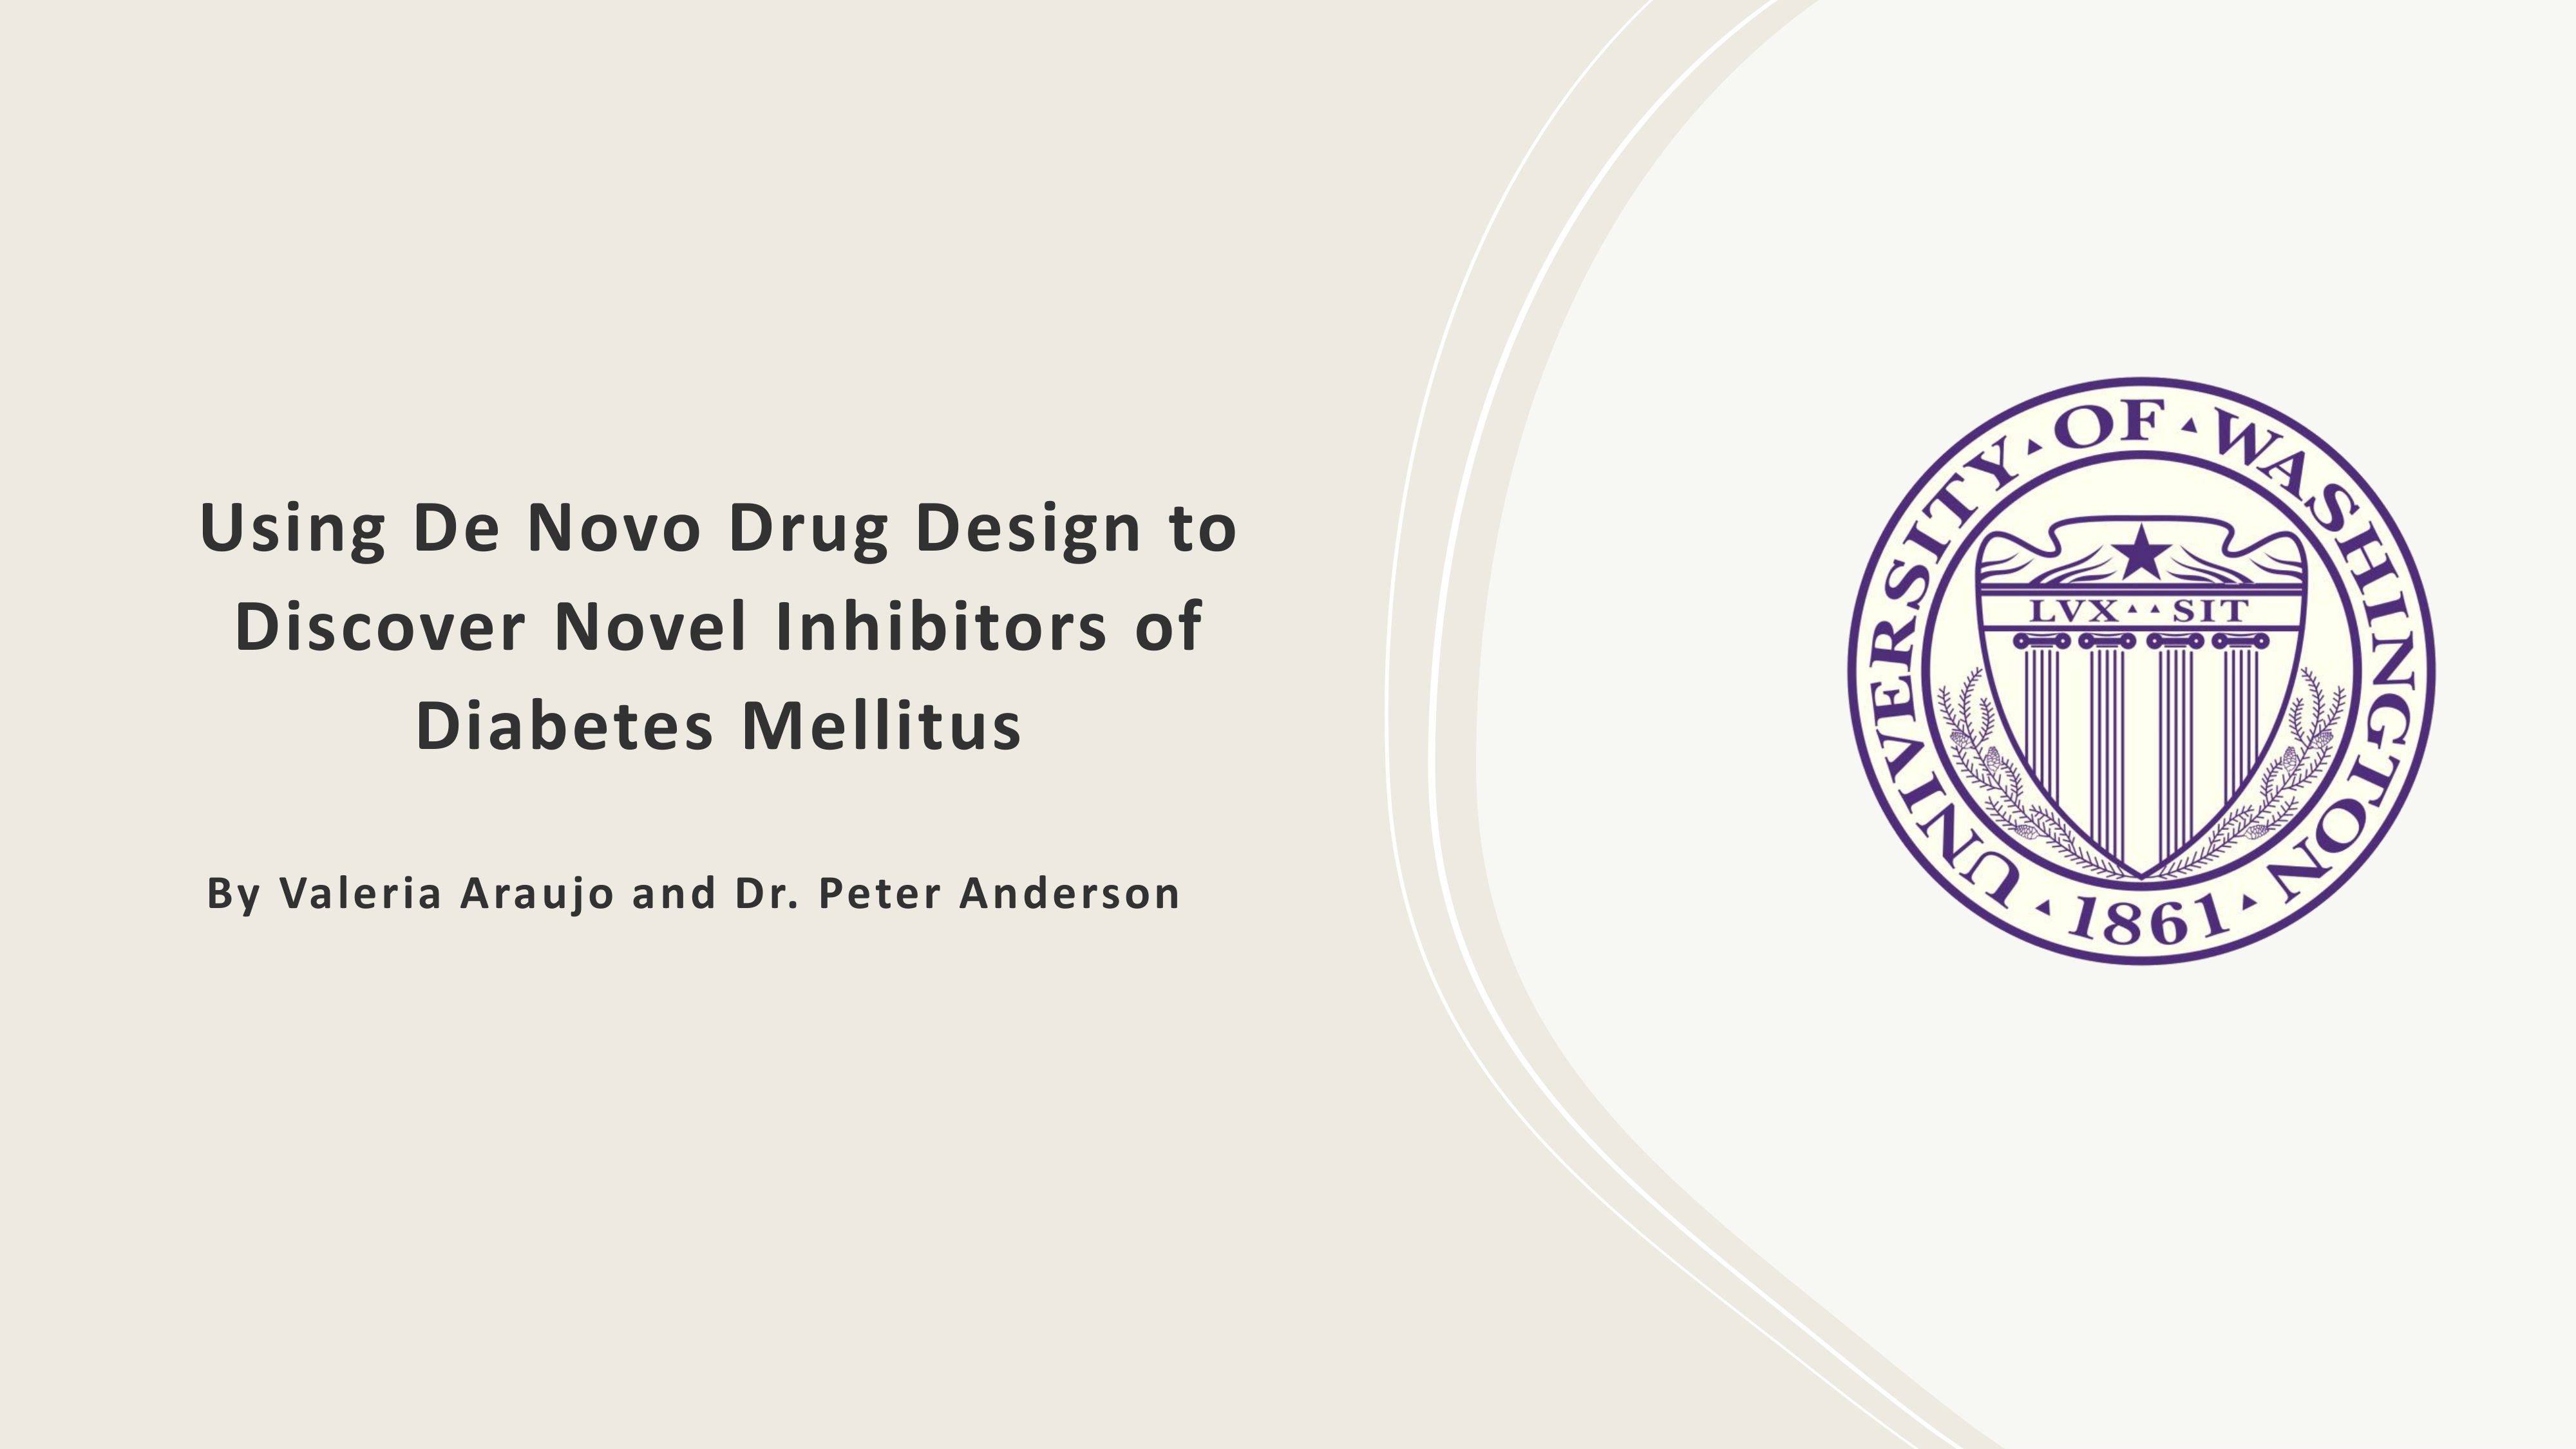 Using De Novo Drug Design to
Discover Novel Inhibitors of
Diabetes Mellitus
By Valeria Araujo and Dr. Peter Anderson
UNIVERSITY OF WASHINGTON
LVX SIT
1861